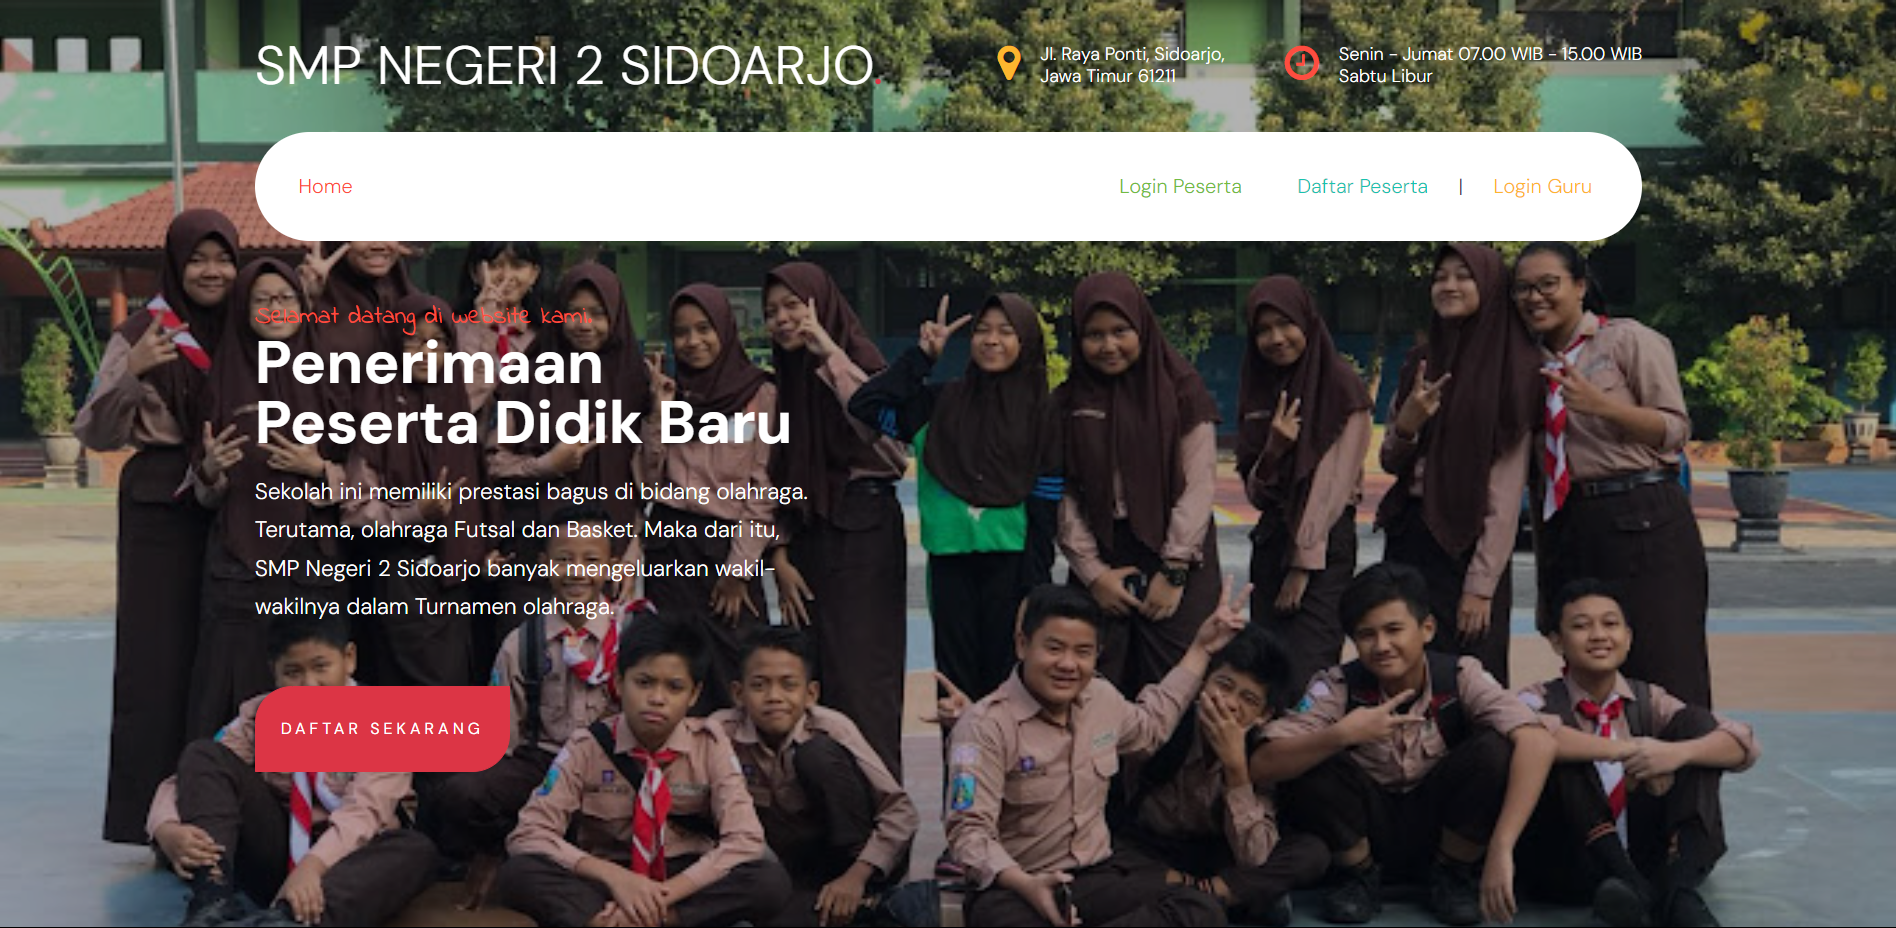 SMP NEGERI 2 SIDOARJO.
Jl. Raya Ponti, Sidoarjo,
Jawa Timur 61211
Senin - Jumat 07.00 WIB - 15.00 WIB
Sabtu Libur
Home
Login Peserta
Daftar Peserta
|
Login Guru
Selamat datang di website kami,
Penerimaan
Peserta Didik Baru
Sekolah ini memiliki prestasi bagus di bidang olahraga.
Terutama, olahraga Futsal dan Basket. Maka dari itu,
SMP Negeri 2 Sidoarjo banyak mengeluarkan wakil-
wakilnya dalam Turnamen olahraga.
DAFTAR SEKARANG